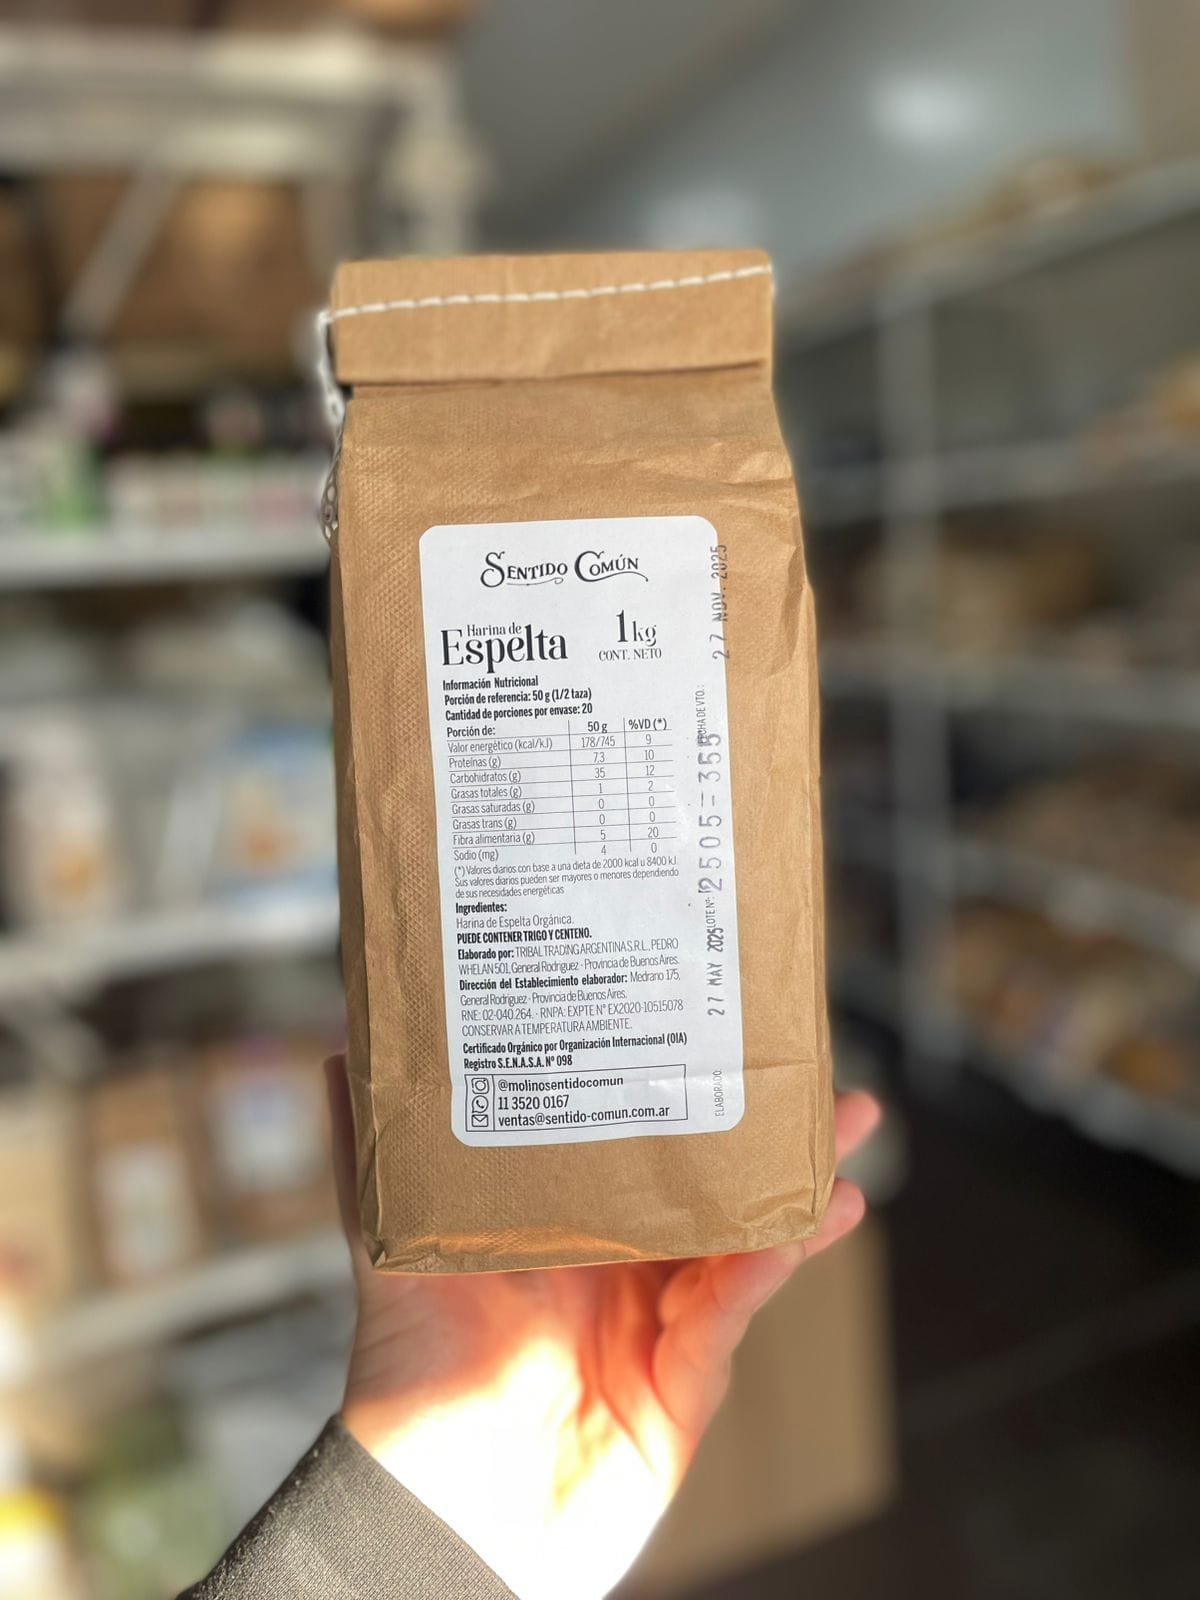 SENTIDO COMÚN
Harina de
Espelta
1 kg
CONT. NETO
Información Nutricional
Porción de referencia: 50 g (1/2 taza)
Cantidad de porciones por envase: 20
Porción de: 50 g %VD (*)
Valor energético (kcal/kJ) 178/745 9
Proteínas (g) 7,3 10
Carbohidratos (g) 35 12
Grasas totales (g) 1 2
Grasas saturadas (g) 0 0
Grasas trans (g) 0 0
Fibra alimentaria (g) 5 20
Sodio (mg) 4 0
(*) Valores diarios con base a una dieta de 2000 kcal u 8400 kJ.
Sus valores diarios pueden ser mayores o menores dependiendo
de sus necesidades energéticas
Ingredientes:
Harina de Espelta Orgánica.
PUEDE CONTENER TRIGO Y CENTENO.
Elaborado por: TRIBAL TRADING ARGENTINA S.R.L., PEDRO
WHELAN 501, General Rodriguez - Provincia de Buenos Aires.
Dirección del Establecimiento elaborador: Medrano 175,
General Rodriguez - Provincia de Buenos Aires.
RNE: 02-040.264. - RNPA: EXPTE N° EX2020-10515078
CONSERVAR A TEMPERATURA AMBIENTE.
Certificado Orgánico por Organización Internacional (OIA)
Registro S.E.N.A.S.A. N° 098
@molinosentidocomun
11 3520 0167
ventas@sentido-comun.com.ar
ELABORADO: 27 MAY 2025
LOTE N°: 2505-355
FECHA DE VTO.: 27 NOV. 2025